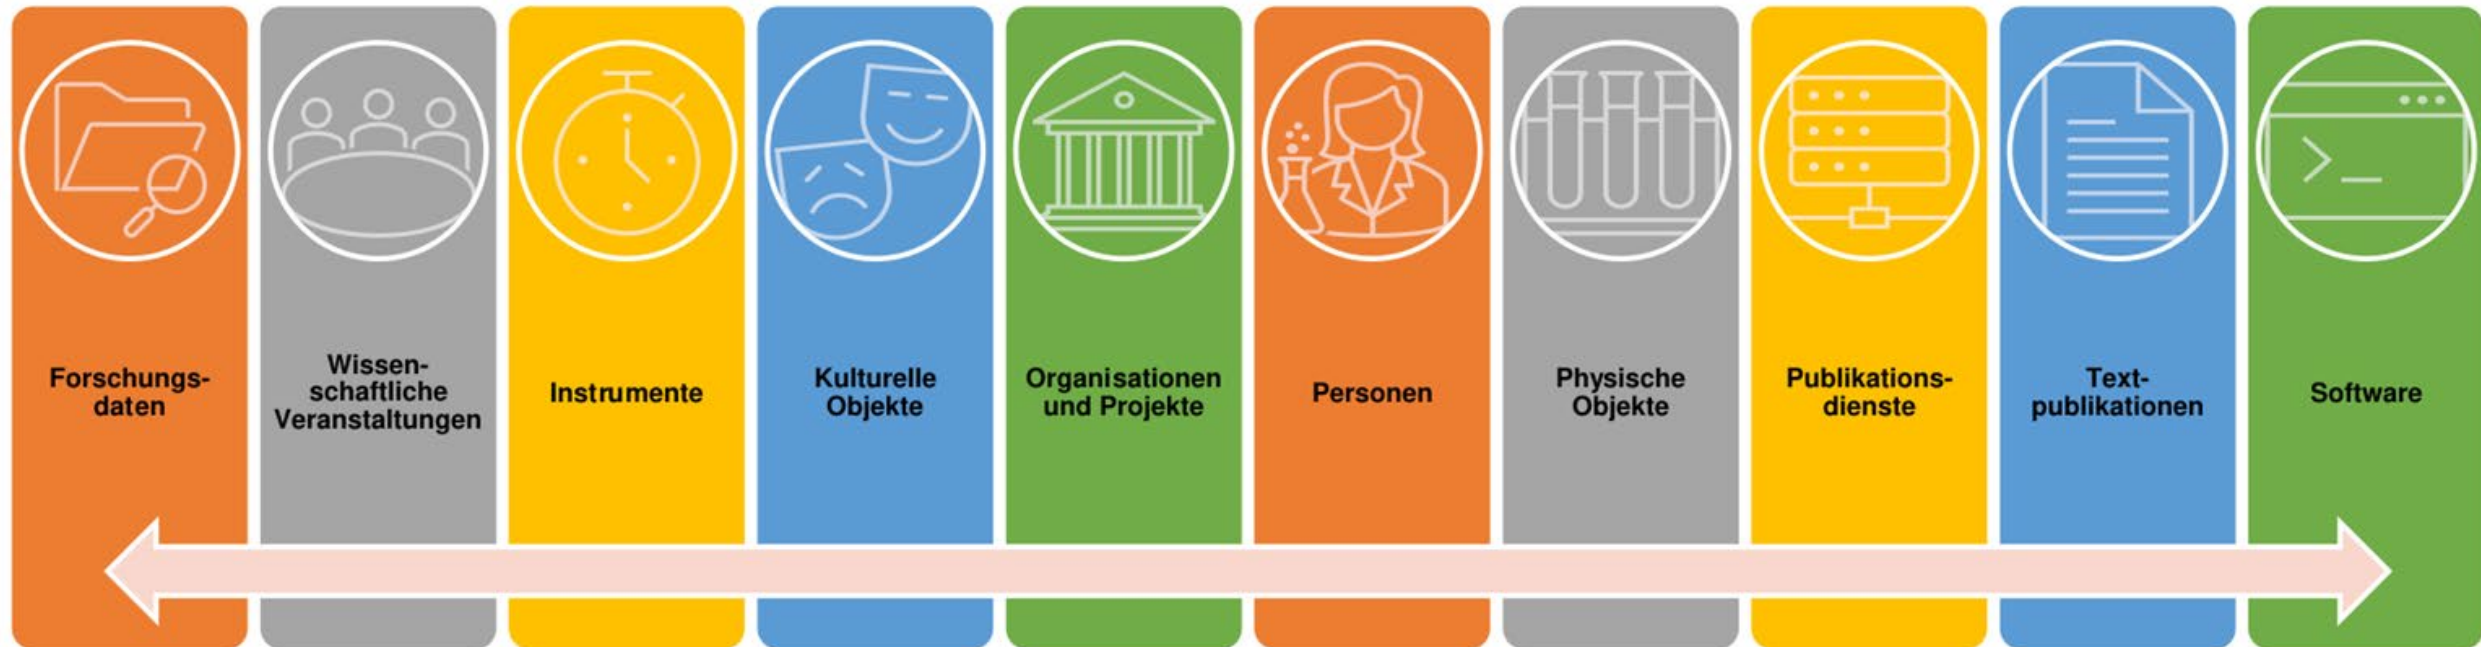 Forschungs-
daten
Wissen-
schaftliche
Veranstaltungen
Instrumente
Kulturelle
Objekte
Organisationen
und Projekte
Personen
Physische
Objekte
Publikations-
dienste
Text-
publikationen
Software